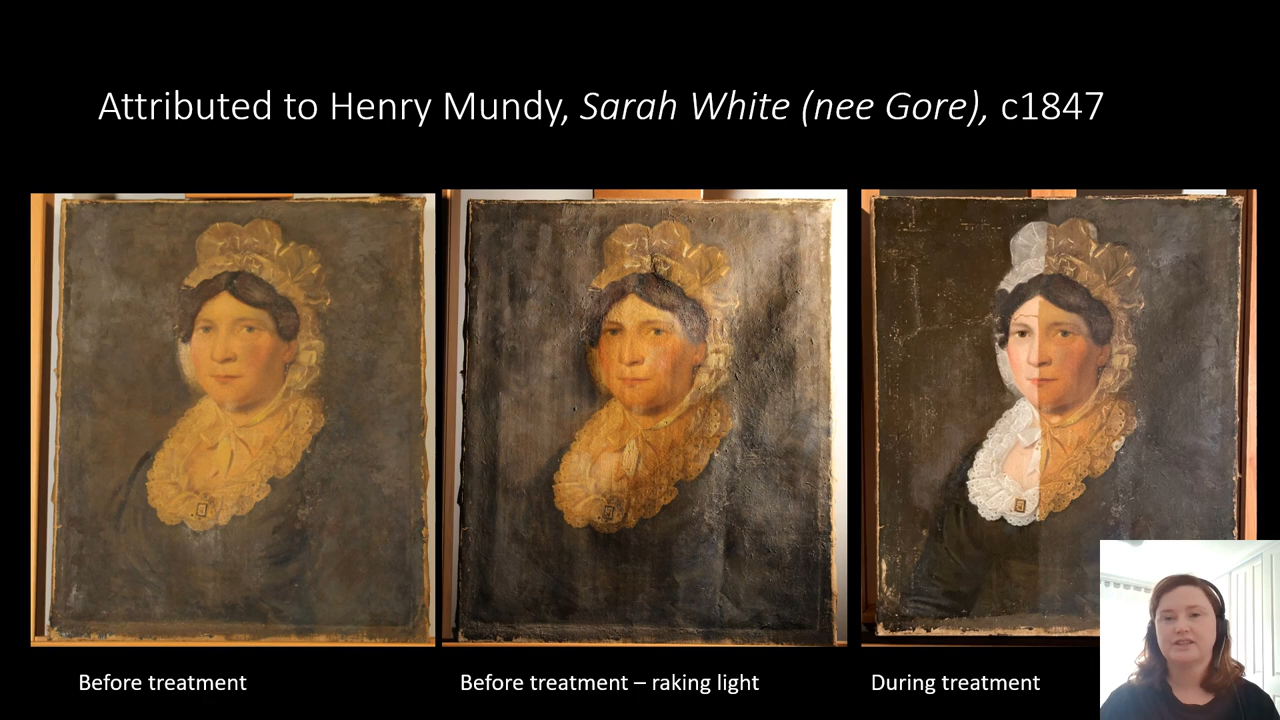 Attributed to Henry Mundy, Sarah White (nee Gore), c1847
Before treatment
Before treatment – raking light
During treatment